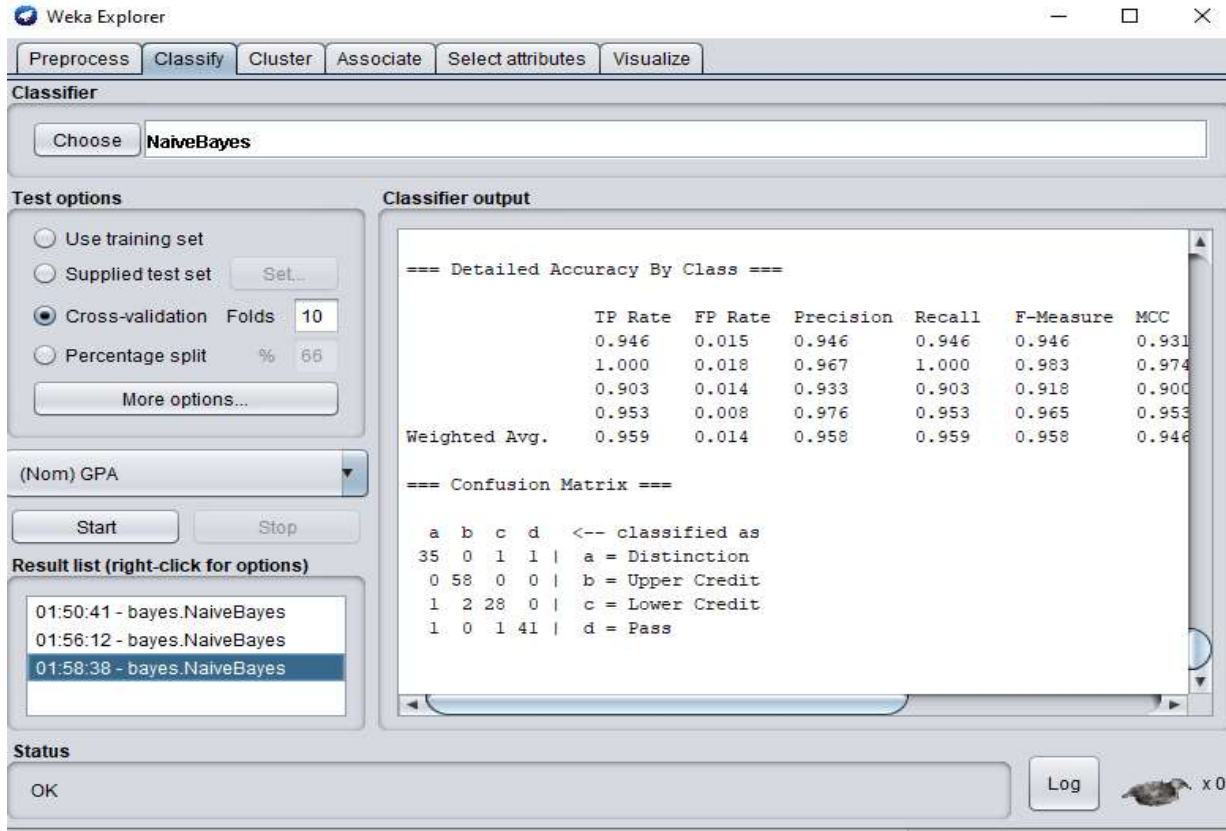 Weka Explorer
Preprocess Classify Cluster Associate Select attributes Visualize
Classifier
Choose NaiveBayes
Test options
Use training set
Supplied test set Set...
Cross-validation Folds 10
Percentage split % 66
More options...
(Nom) GPA
Start Stop
Result list (right-click for options)
01:50:41 - bayes.NaiveBayes
01:56:12 - bayes.NaiveBayes
01:58:38 - bayes.NaiveBayes
Classifier output
=== Detailed Accuracy By Class ===
TP Rate FP Rate Precision Recall F-Measure MCC
0.946 0.015 0.946 0.946 0.946 0.931
1.000 0.018 0.967 1.000 0.983 0.974
0.903 0.014 0.933 0.903 0.918 0.900
0.953 0.008 0.976 0.953 0.965 0.953
Weighted Avg. 0.959 0.014 0.958 0.959 0.958 0.946
=== Confusion Matrix ===
a b c d <-- classified as
35 0 1 1 | a = Distinction
0 58 0 0 | b = Upper Credit
1 2 28 0 | c = Lower Credit
1 0 1 41 | d = Pass
Status
OK
Log
x 0